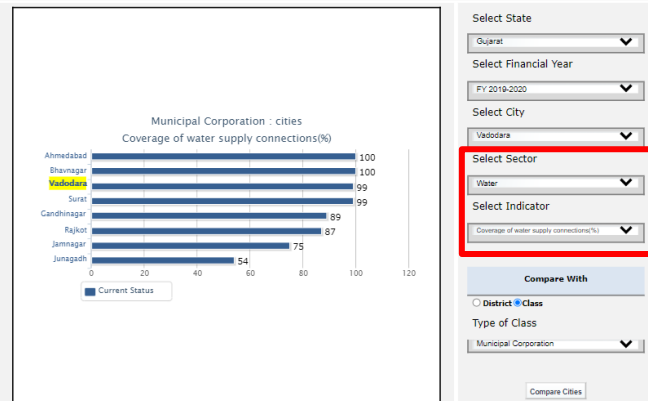 Municipal Corporation : cities
Coverage of water supply connections(%)
Ahmedabad 100
Bhavnagar 100
Vadodara 99
Surat 99
Gandhinagar 89
Rajkot 87
Jamnagar 75
Junagadh 54
0 20 40 60 80 100 120
Current Status
Select State
Gujarat
Select Financial Year
FY 2019-2020
Select City
Vadodara
Select Sector
Water
Select Indicator
Coverage of water supply connections(%)
Compare With
District Class
Type of Class
Municipal Corporation
Compare Cities